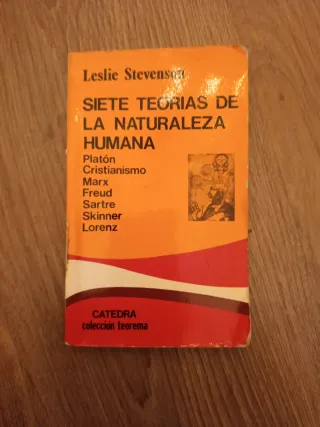 Leslie Stevenson
SIETE TEORIAS DE
LA NATURALEZA
HUMANA
Platón
Cristianismo
Marx
Freud
Sartre
Skinner
Lorenz
CATEDRA
colección teorema